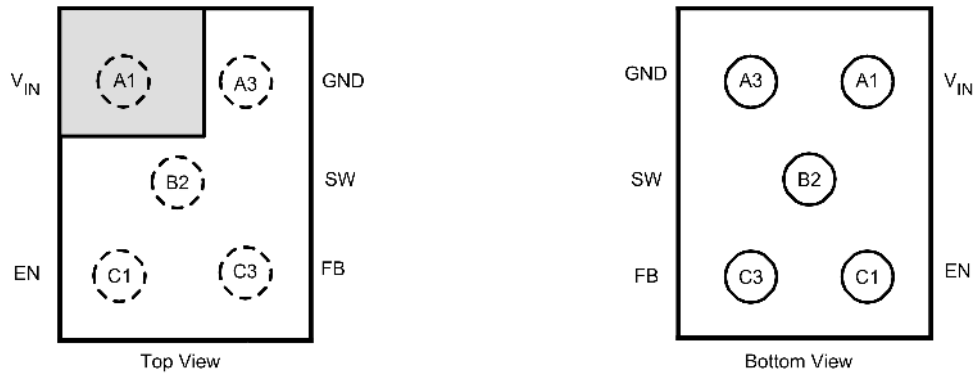 V_IN A1 A3 GND GND A3 A1 V_IN
B2 SW SW B2
EN C1 C3 FB FB C3 C1 EN
Top View Bottom View